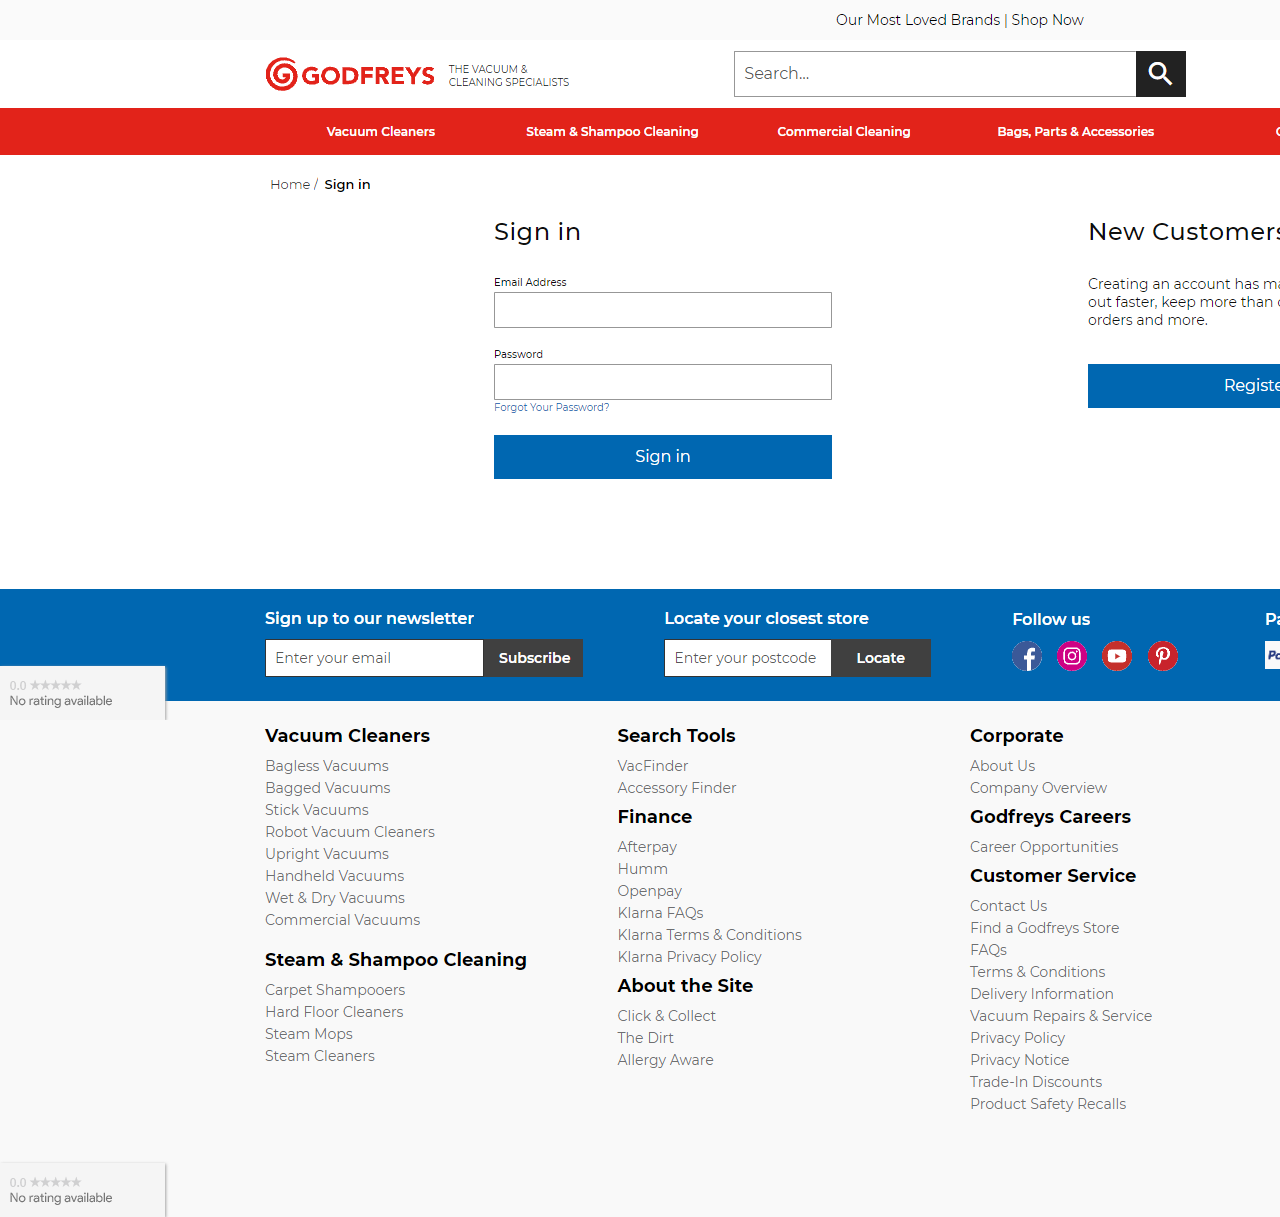 Our Most Loved Brands | Shop Now
GODFREYS
THE VACUUM &
CLEANING SPECIALISTS
Search...
Vacuum Cleaners
Steam & Shampoo Cleaning
Commercial Cleaning
Bags, Parts & Accessories
Home / Sign in
Sign in
Email Address
Password
Forgot Your Password?
Sign in
New Customers
Creating an account has ma
out faster, keep more than
orders and more.
Registe
Sign up to our newsletter
Enter your email
Subscribe
Locate your closest store
Enter your postcode
Locate
Follow us
Pa
0.0 ★★★★★
No rating available
Vacuum Cleaners
Bagless Vacuums
Bagged Vacuums
Stick Vacuums
Robot Vacuum Cleaners
Upright Vacuums
Handheld Vacuums
Wet & Dry Vacuums
Commercial Vacuums
Steam & Shampoo Cleaning
Carpet Shampooers
Hard Floor Cleaners
Steam Mops
Steam Cleaners
Search Tools
VacFinder
Accessory Finder
Finance
Afterpay
Humm
Openpay
Klarna FAQs
Klarna Terms & Conditions
Klarna Privacy Policy
About the Site
Click & Collect
The Dirt
Allergy Aware
Corporate
About Us
Company Overview
Godfreys Careers
Career Opportunities
Customer Service
Contact Us
Find a Godfreys Store
FAQs
Terms & Conditions
Delivery Information
Vacuum Repairs & Service
Privacy Policy
Privacy Notice
Trade-In Discounts
Product Safety Recalls
0.0 ★★★★★
No rating available